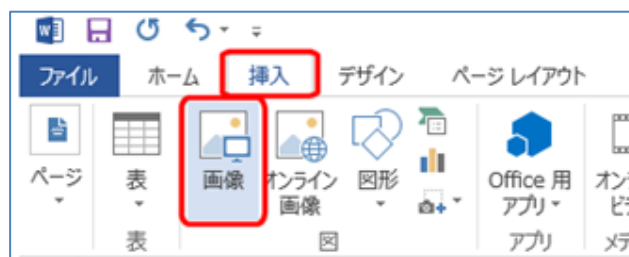 ファイル ホーム 挿入 デザイン ページ レイアウト
ページ 表 画像 オンライン 画像 図形 Office 用 アプリ
表 図 アプリ